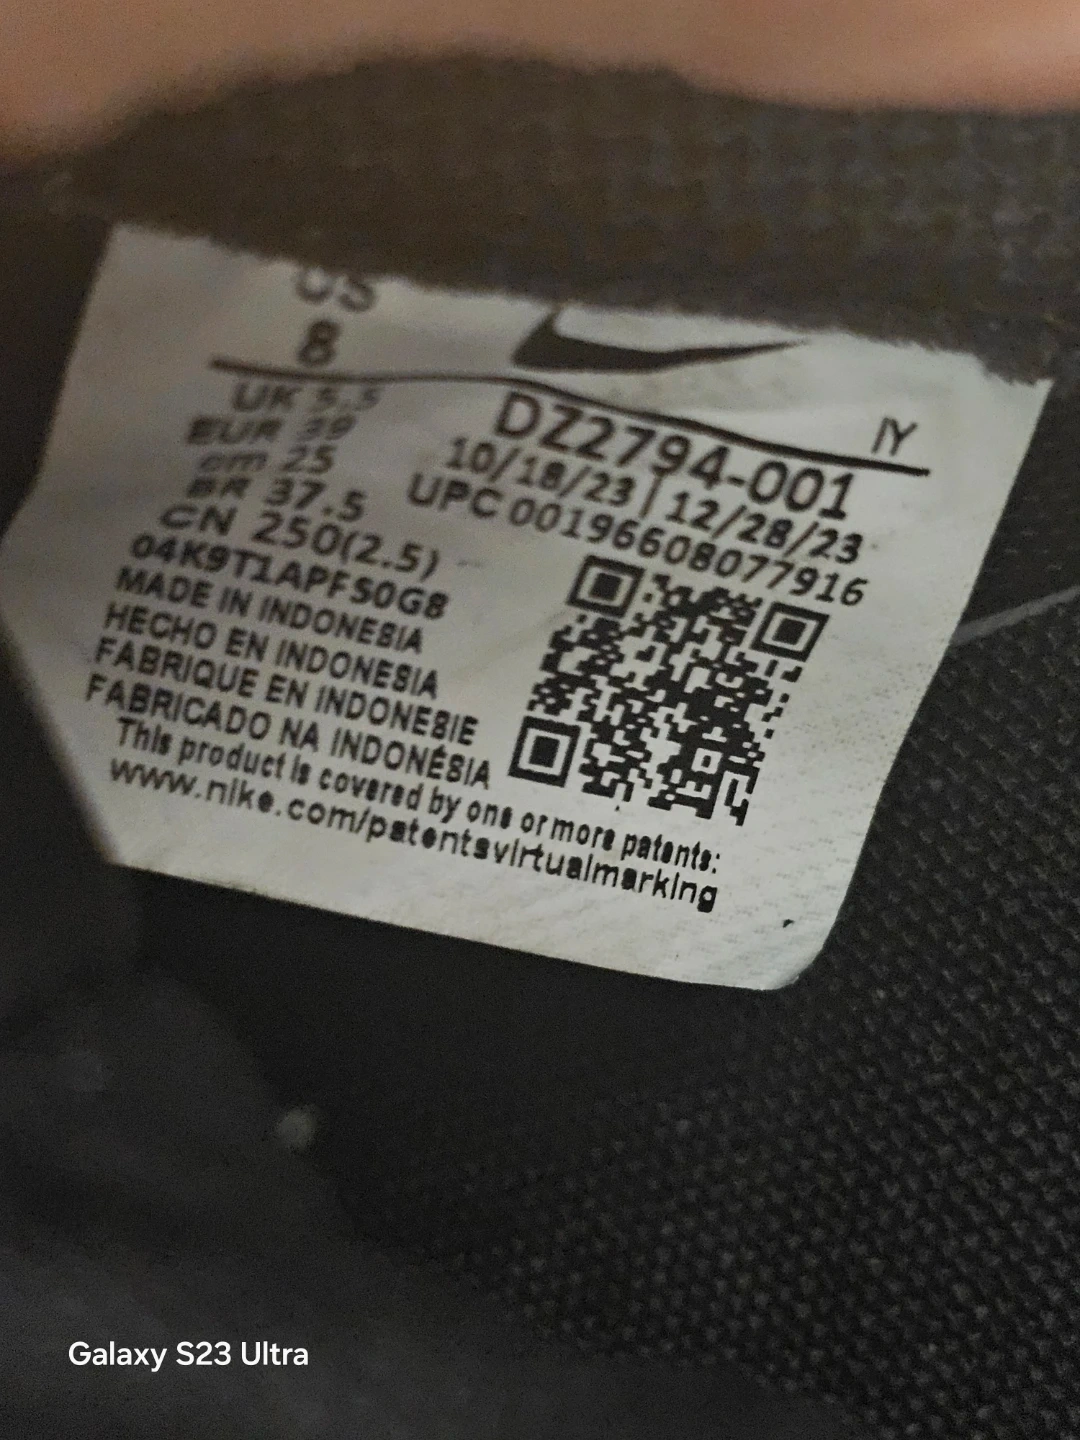 US
8
UK 5.5
EUR 39
cm 25
BR 37.5
CN 250(2.5)
04K9T1APFS0G8
MADE IN INDONESIA
HECHO EN INDONESIA
FABRIQUE EN INDONESIE
FABRICADO NA INDONÉSIA
This product is covered by one or more patents:
www.nike.com/patentsvirtualmarking
IY
DZ2794-001
10/18/23 | 12/28/23
UPC 00196608077916
Galaxy S23 Ultra